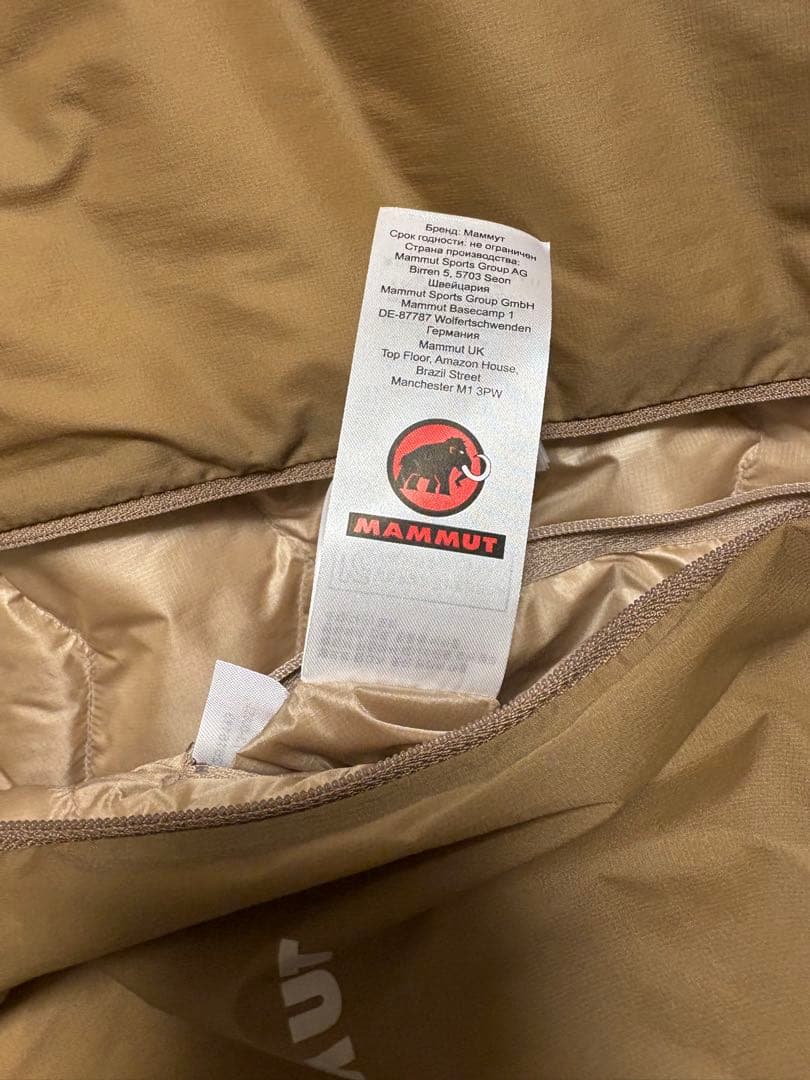 Бренд: Маммут
Срок годности: не ограничен
Страна производства:
Mammut Sports Group AG
Birren 5, 5703 Seon
Швейцария
Mammut Sports Group GmbH
Mammut Basecamp 1
DE-87787 Wolfertschwenden
Германия
Mammut UK
Top Floor, Amazon House,
Brazil Street
Manchester M1 3PW
MAMMUT